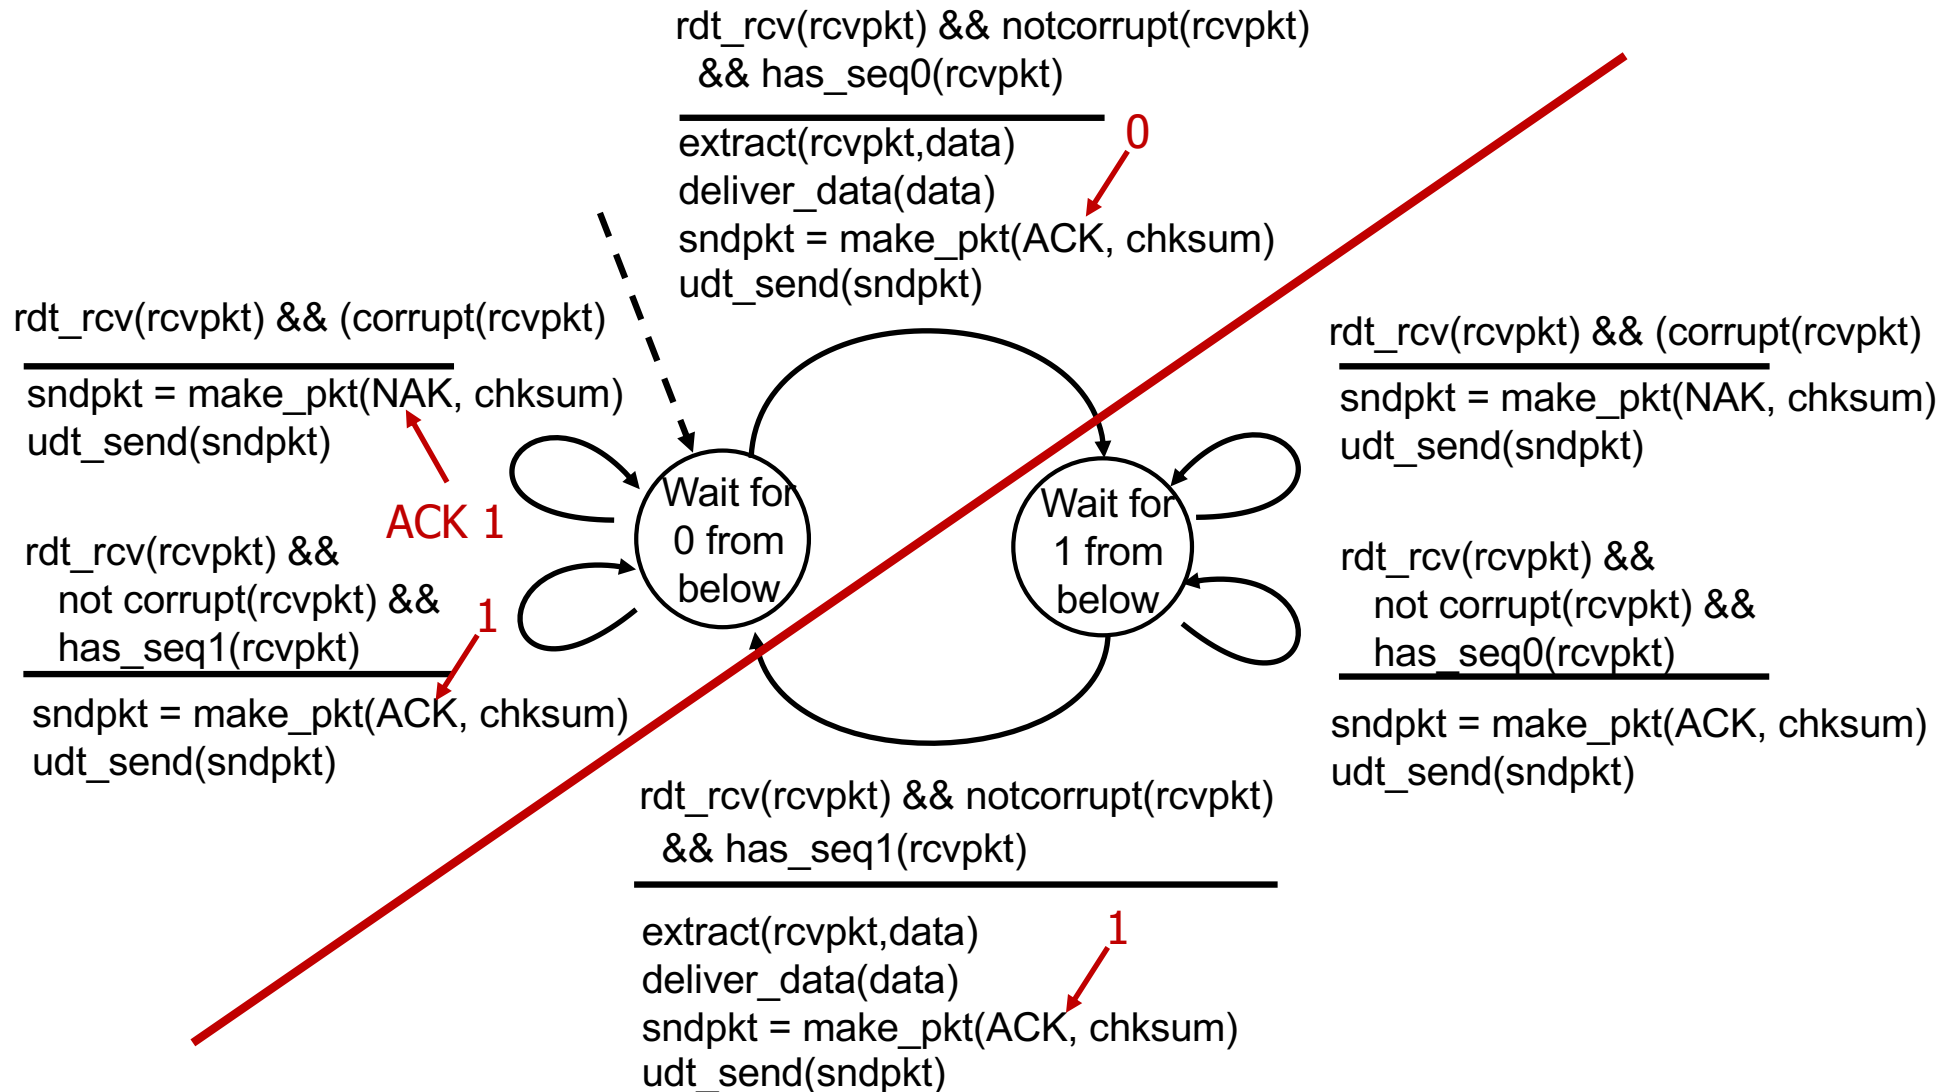 rdt_rcv(rcvpkt) && notcorrupt(rcvpkt)
&& has_seq0(rcvpkt)
0
extract(rcvpkt,data)
deliver_data(data)
sndpkt = make_pkt(ACK, chksum)
udt_send(sndpkt)
rdt_rcv(rcvpkt) && (corrupt(rcvpkt)
sndpkt = make_pkt(NAK, chksum)
udt_send(sndpkt)
ACK 1
rdt_rcv(rcvpkt) &&
not corrupt(rcvpkt) &&
has_seq1(rcvpkt)
1
sndpkt = make_pkt(ACK, chksum)
udt_send(sndpkt)
Wait for
0 from
below
Wait for
1 from
below
rdt_rcv(rcvpkt) && (corrupt(rcvpkt)
sndpkt = make_pkt(NAK, chksum)
udt_send(sndpkt)
rdt_rcv(rcvpkt) &&
not corrupt(rcvpkt) &&
has_seq0(rcvpkt)
sndpkt = make_pkt(ACK, chksum)
udt_send(sndpkt)
rdt_rcv(rcvpkt) && notcorrupt(rcvpkt)
&& has_seq1(rcvpkt)
1
extract(rcvpkt,data)
deliver_data(data)
sndpkt = make_pkt(ACK, chksum)
udt_send(sndpkt)